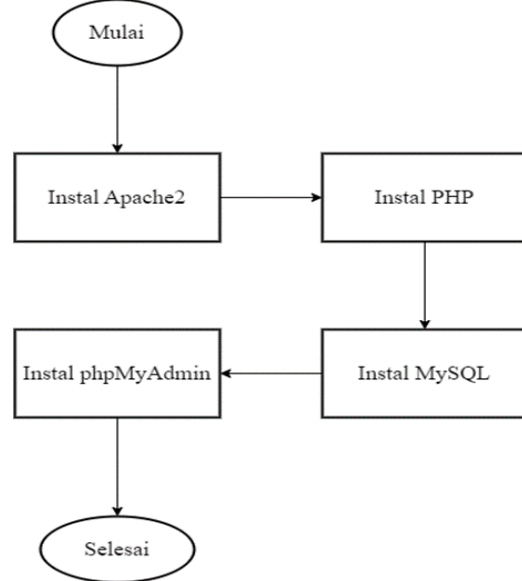 Mulai
Instal Apache2
Instal PHP
Instal MySQL
Instal phpMyAdmin
Selesai